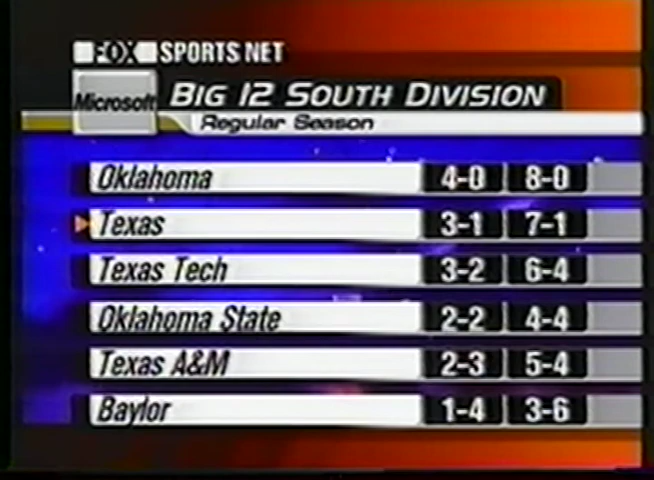 FOX SPORTS NET
Microsoft BIG 12 SOUTH DIVISION
Regular Season
Oklahoma 4-0 8-0
Texas 3-1 7-1
Texas Tech 3-2 6-4
Oklahoma State 2-2 4-4
Texas A&M 2-3 5-4
Baylor 1-4 3-6